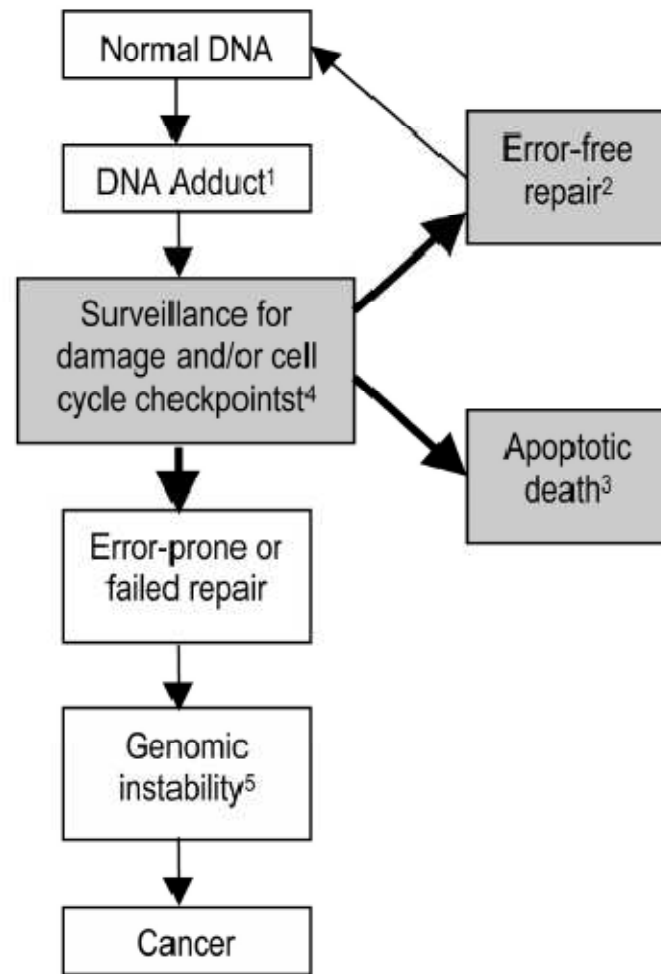 Normal DNA
DNA Adduct¹
Surveillance for
damage and/or cell
cycle checkpointst⁴
Error-free
repair²
Apoptotic
death³
Error-prone or
failed repair
Genomic
instability⁵
Cancer